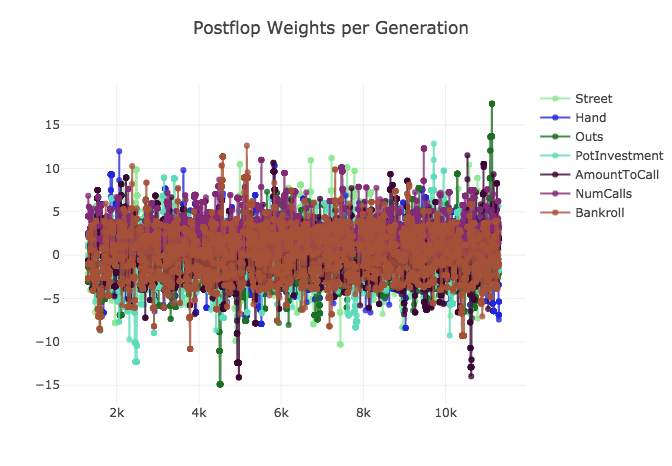 Postflop Weights per Generation
15
10
5
0
−5
−10
−15
2k
4k
6k
8k
10k
Street
Hand
Outs
PotInvestment
AmountToCall
NumCalls
Bankroll